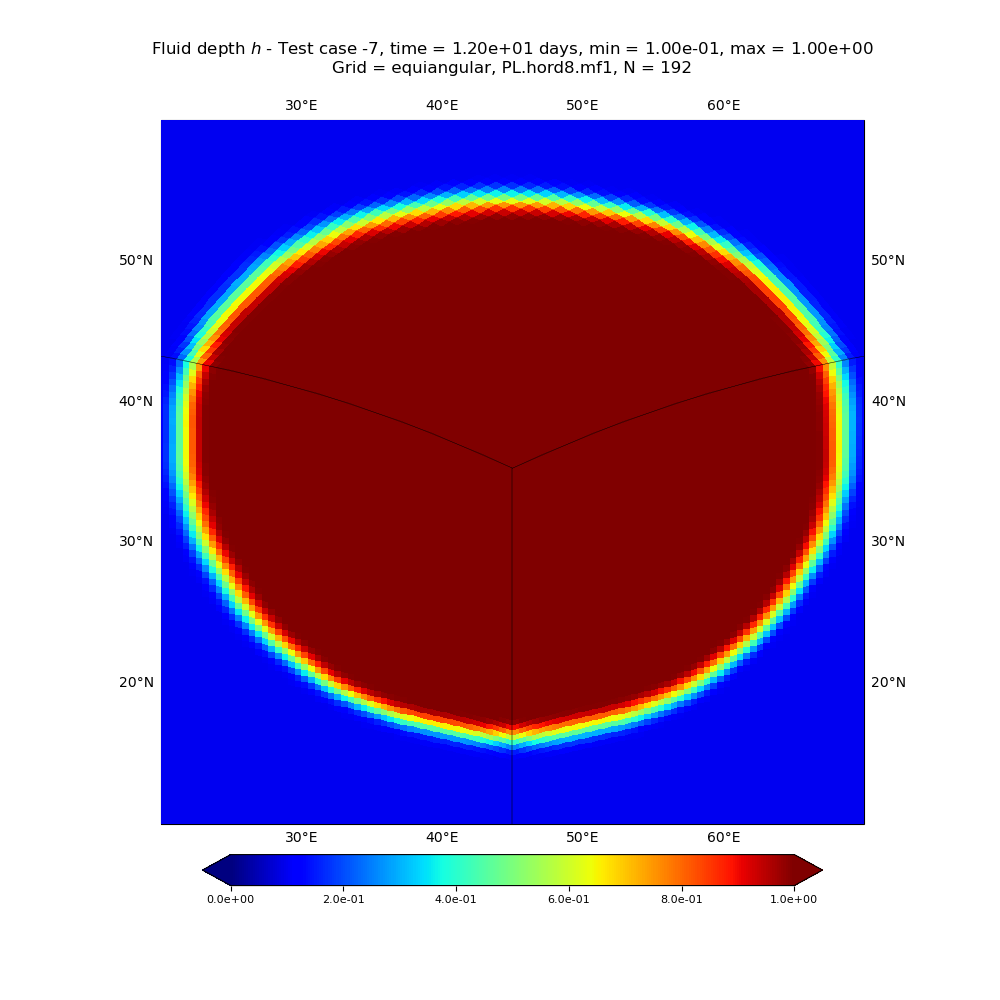 Fluid depth h - Test case -7, time = 1.20e+01 days, min = 1.00e-01, max = 1.00e+00
Grid = equiangular, PL.hord8.mf1, N = 192
30°E 40°E 50°E 60°E
50°N 50°N
40°N 40°N
30°N 30°N
20°N 20°N
30°E 40°E 50°E 60°E
0.0e+00 2.0e-01 4.0e-01 6.0e-01 8.0e-01 1.0e+00